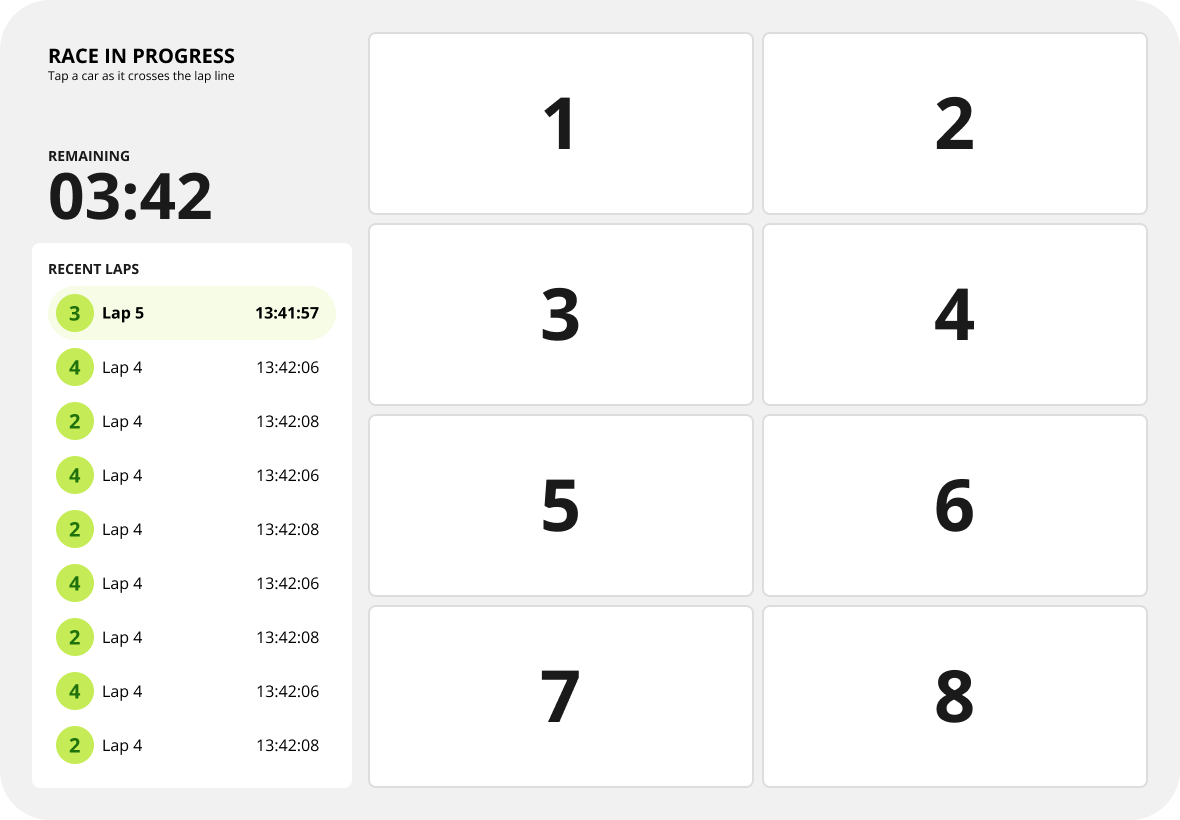 RACE IN PROGRESS
Tap a car as it crosses the lap line
REMAINING
03:42
RECENT LAPS
3 Lap 5 13:41:57
4 Lap 4 13:42:06
2 Lap 4 13:42:08
4 Lap 4 13:42:06
2 Lap 4 13:42:08
4 Lap 4 13:42:06
2 Lap 4 13:42:08
4 Lap 4 13:42:06
2 Lap 4 13:42:08
1 2
3 4
5 6
7 8